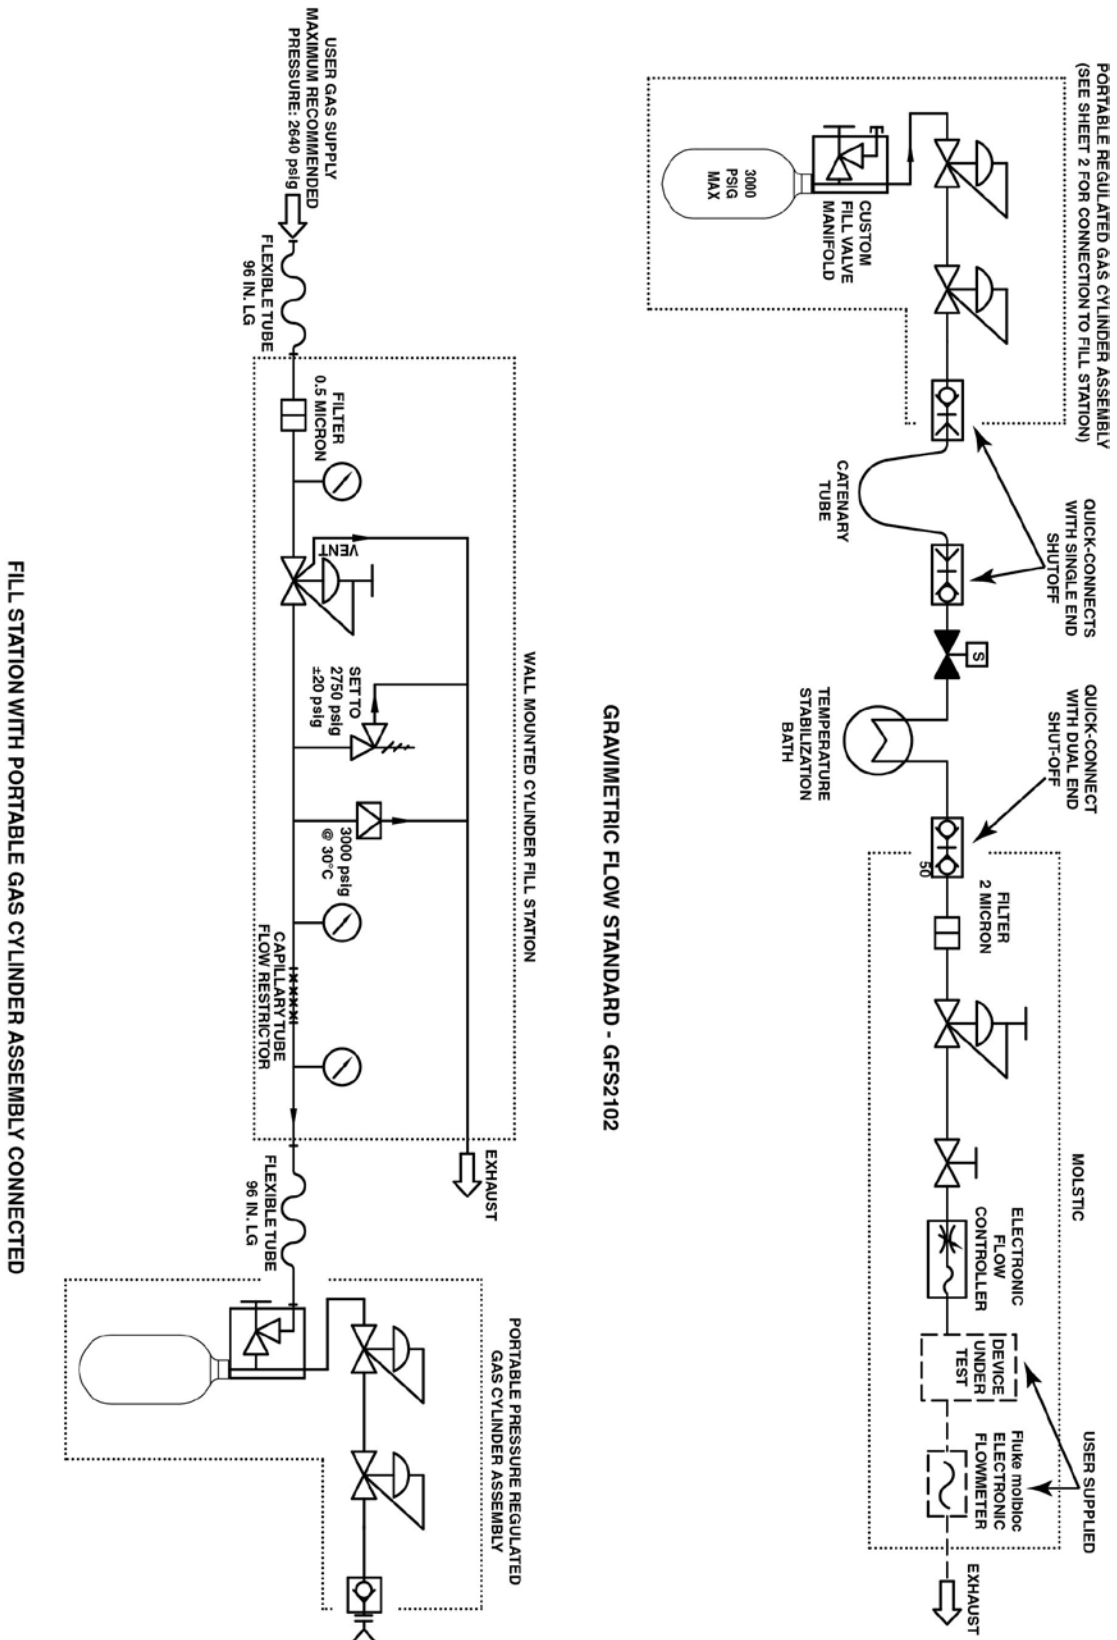 PORTABLE REGULATED GAS CYLINDER ASSEMBLY
(SEE SHEET 2 FOR CONNECTION TO FILL STATION)
3000
PSIG
MAX
CUSTOM
FILL VALVE
MANIFOLD
QUICK-CONNECTS
WITH SINGLE END
SHUTOFF
CATENARY
TUBE
S
TEMPERATURE
STABILIZATION
BATH
QUICK-CONNECT
WITH DUAL END
SHUT-OFF
50
FILTER
2 MICRON
MOLSTIC
ELECTRONIC
FLOW
CONTROLLER
DEVICE
UNDER
TEST
USER SUPPLIED
Fluke molbloc
ELECTRONIC
FLOWMETER
EXHAUST
GRAVIMETRIC FLOW STANDARD - GFS2102
USER GAS SUPPLY
MAXIMUM RECOMMENDED
PRESSURE: 2640 psig
FLEXIBLE TUBE
96 IN. LG
WALL MOUNTED CYLINDER FILL STATION
FILTER
0.5 MICRON
VENT
SET TO
2750 psig
±20 psig
3000 psig
@ 30°C
CAPILLARY TUBE
FLOW RESTRICTOR
EXHAUST
FLEXIBLE TUBE
96 IN. LG
PORTABLE PRESSURE REGULATED
GAS CYLINDER ASSEMBLY
FILL STATION WITH PORTABLE GAS CYLINDER ASSEMBLY CONNECTED